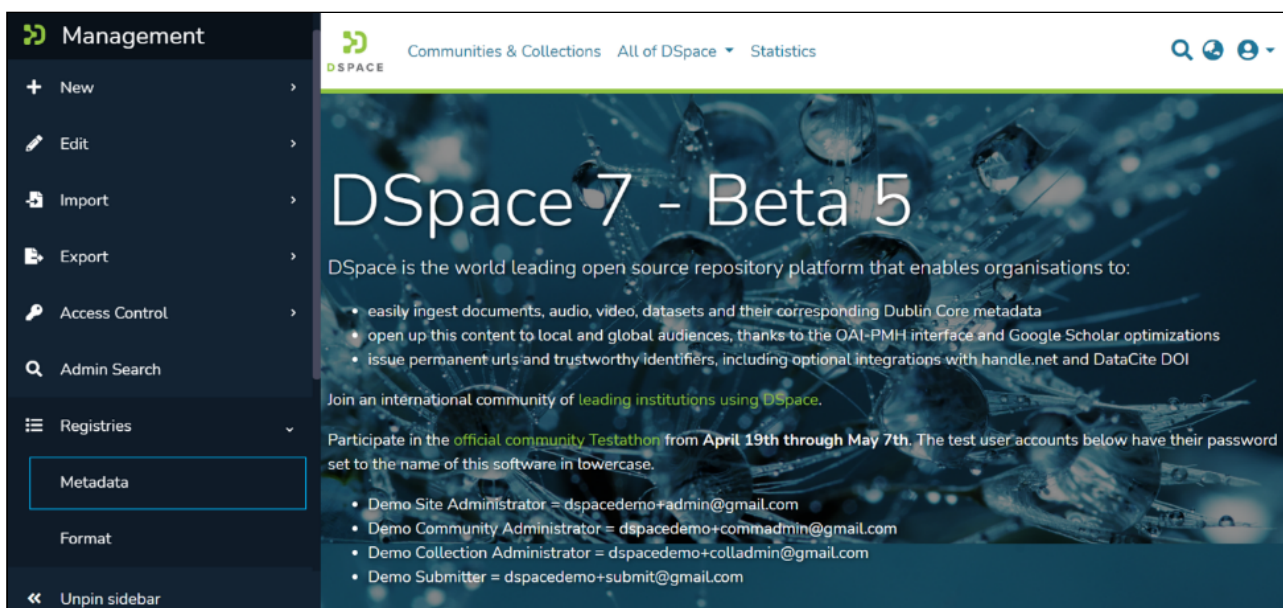 Management
New
Edit
Import
Export
Access Control
Admin Search
Registries
Metadata
Format
Unpin sidebar
DSPACE
Communities & Collections All of DSpace Statistics
DSpace 7 - Beta 5
DSpace is the world leading open source repository platform that enables organisations to:
• easily ingest documents, audio, video, datasets and their corresponding Dublin Core metadata
• open up this content to local and global audiences, thanks to the OAI-PMH interface and Google Scholar optimizations
• issue permanent urls and trustworthy identifiers, including optional integrations with handle.net and DataCite DOI
Join an international community of leading institutions using DSpace.
Participate in the official community Testathon from April 19th through May 7th. The test user accounts below have their password
set to the name of this software in lowercase.
• Demo Site Administrator = dspacedemo+admin@gmail.com
• Demo Community Administrator = dspacedemo+commadmin@gmail.com
• Demo Collection Administrator = dspacedemo+colladmin@gmail.com
• Demo Submitter = dspacedemo+submit@gmail.com